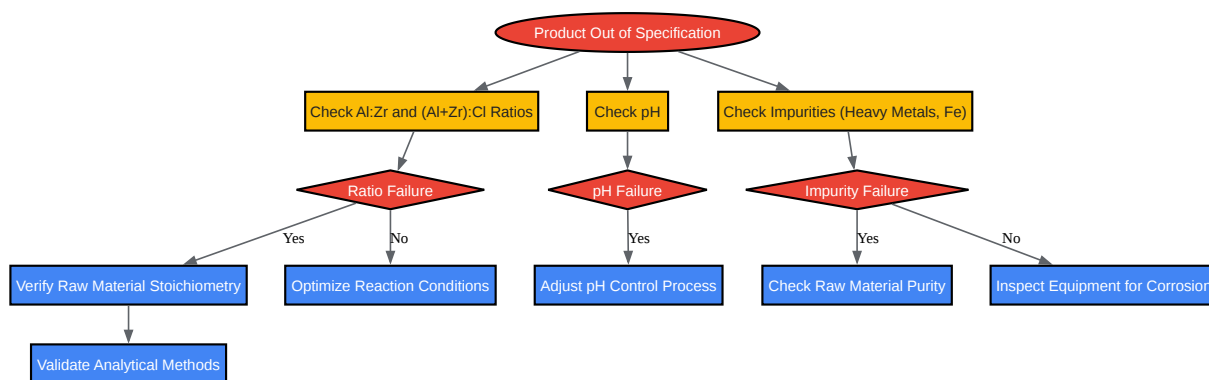 Product Out of Specification
Check Al:Zr and (Al+Zr):Cl Ratios
Check pH
Check Impurities (Heavy Metals, Fe)
Ratio Failure
pH Failure
Impurity Failure
Yes
No
Yes
Yes
No
Verify Raw Material Stoichiometry
Optimize Reaction Conditions
Adjust pH Control Process
Check Raw Material Purity
Inspect Equipment for Corrosion
Validate Analytical Methods